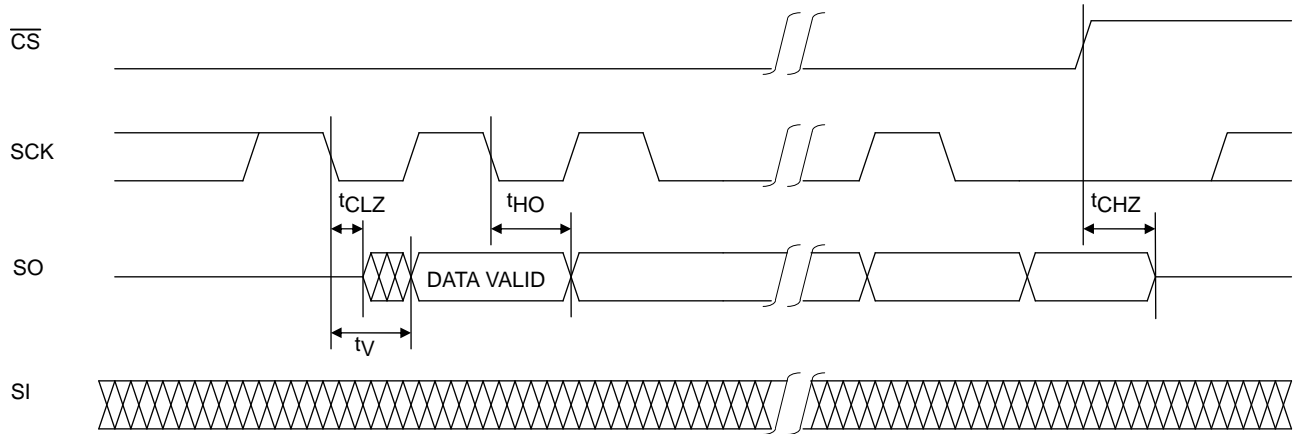 CS
SCK
tCLZ
tHO
tCHZ
SO
DATA VALID
tV
SI